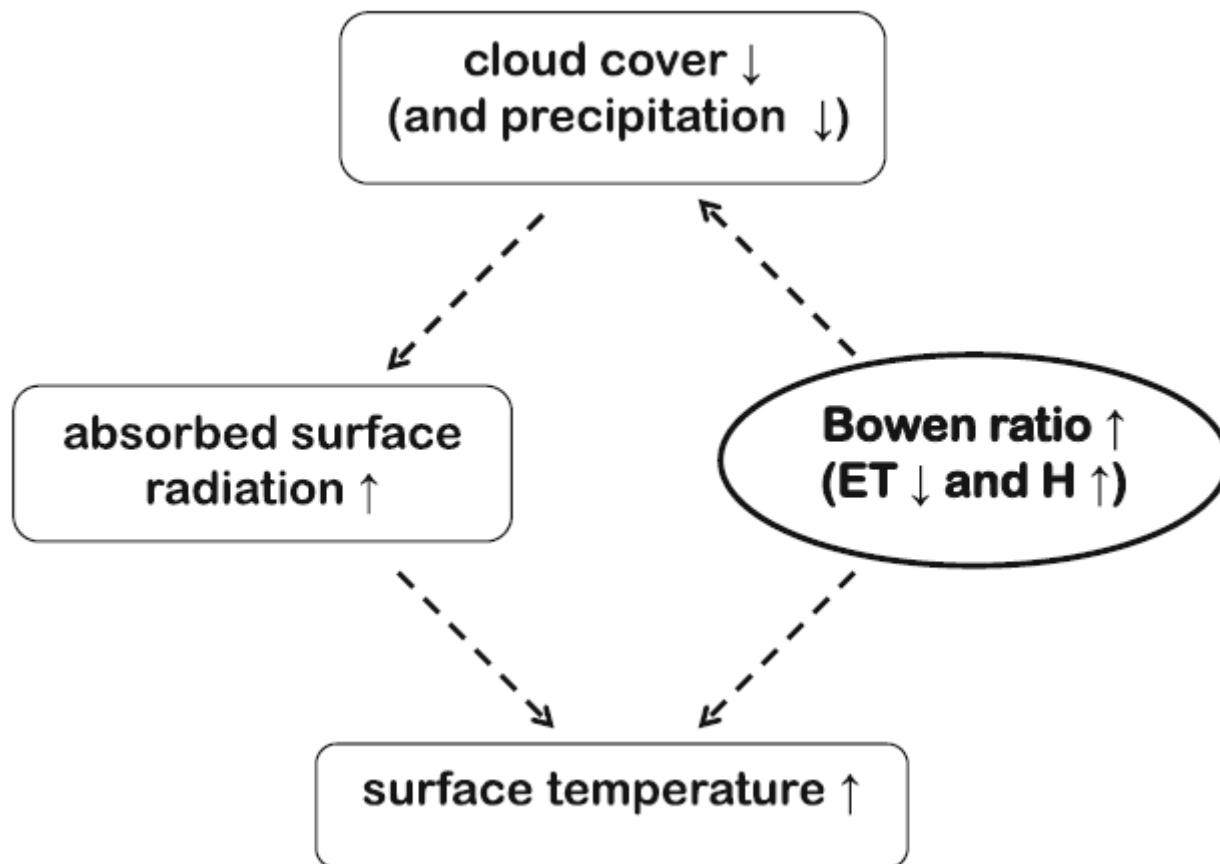 cloud cover ↓
(and precipitation ↓)
absorbed surface
radiation ↑
Bowen ratio ↑
(ET ↓ and H ↑)
surface temperature ↑